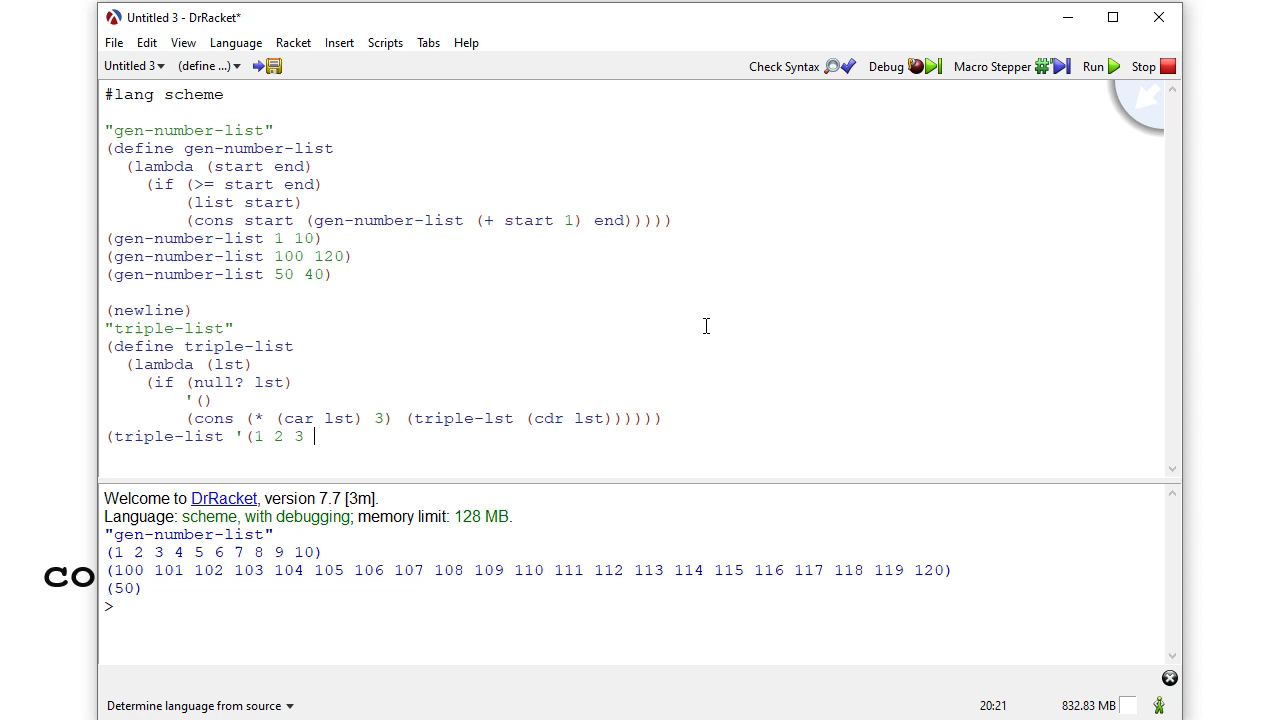 Untitled 3 - DrRacket*
File Edit View Language Racket Insert Scripts Tabs Help
Untitled 3 (define ...) Check Syntax Debug Macro Stepper Run Stop
#lang scheme
"gen-number-list"
(define gen-number-list
(lambda (start end)
(if (>= start end)
(list start)
(cons start (gen-number-list (+ start 1) end)))))
(gen-number-list 1 10)
(gen-number-list 100 120)
(gen-number-list 50 40)
(newline)
"triple-list"
(define triple-list
(lambda (lst)
(if (null? lst)
'()
(cons (* (car lst) 3) (triple-lst (cdr lst))))))
(triple-list '(1 2 3
Welcome to DrRacket, version 7.7 [3m].
Language: scheme, with debugging; memory limit: 128 MB.
"gen-number-list"
(1 2 3 4 5 6 7 8 9 10)
(100 101 102 103 104 105 106 107 108 109 110 111 112 113 114 115 116 117 118 119 120)
(50)
>
co
Determine language from source 20:21 832.83 MB